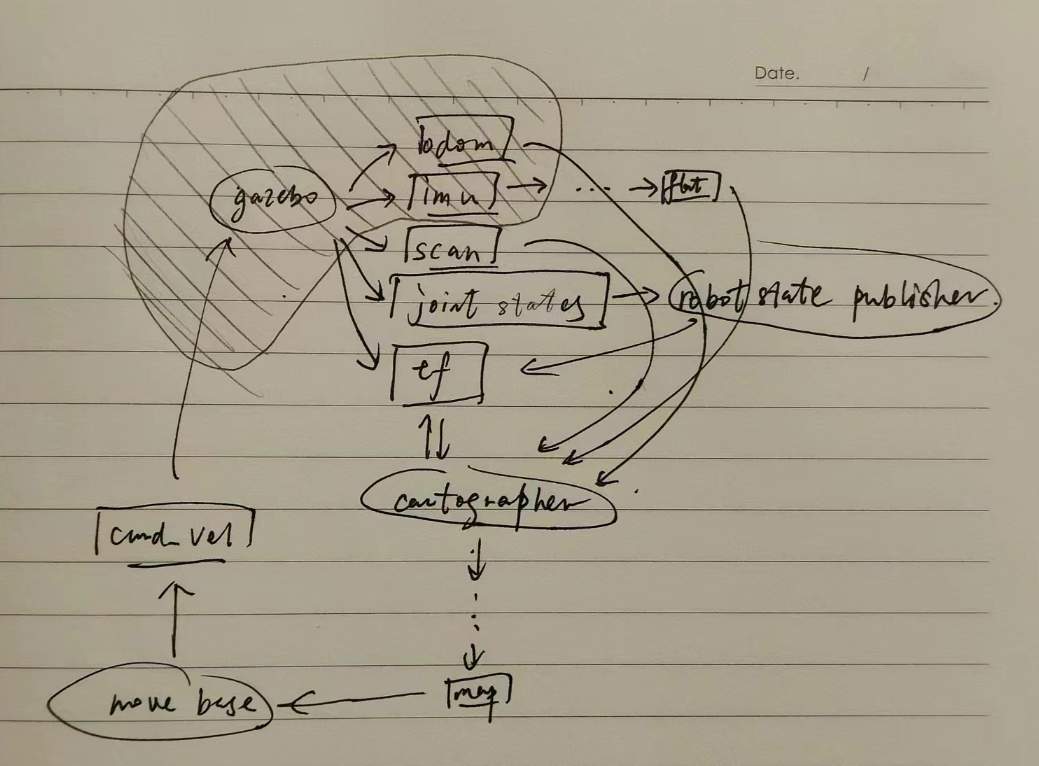 Date. /
odom
gazebo
imu
...
flat
scan
joint states
robot state publisher.
tf
cartographer
cmd_vel
move base
map